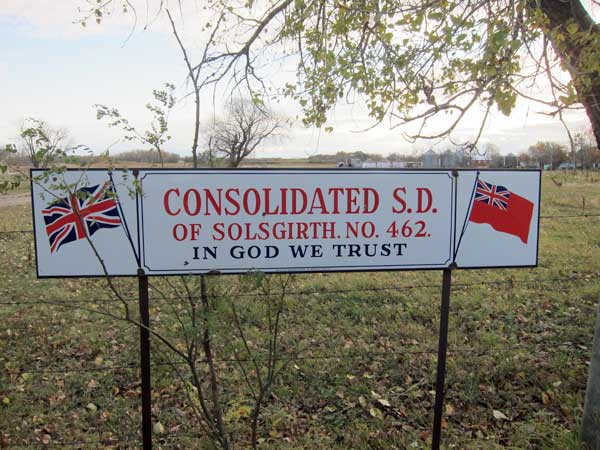 CONSOLIDATED S.D.
OF SOLSGIRTH. NO. 462.
IN GOD WE TRUST